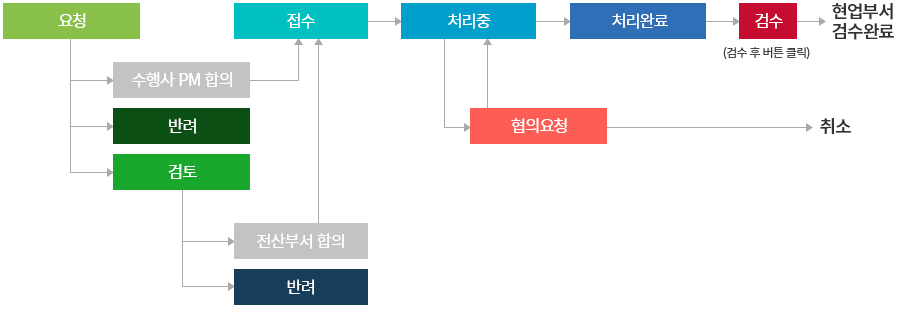 요청
접수
처리중
처리완료
검수
현업부서
검수완료
(검수 후 버튼 클릭)
수행사 PM 합의
반려
협의요청
취소
검토
전산부서 합의
반려